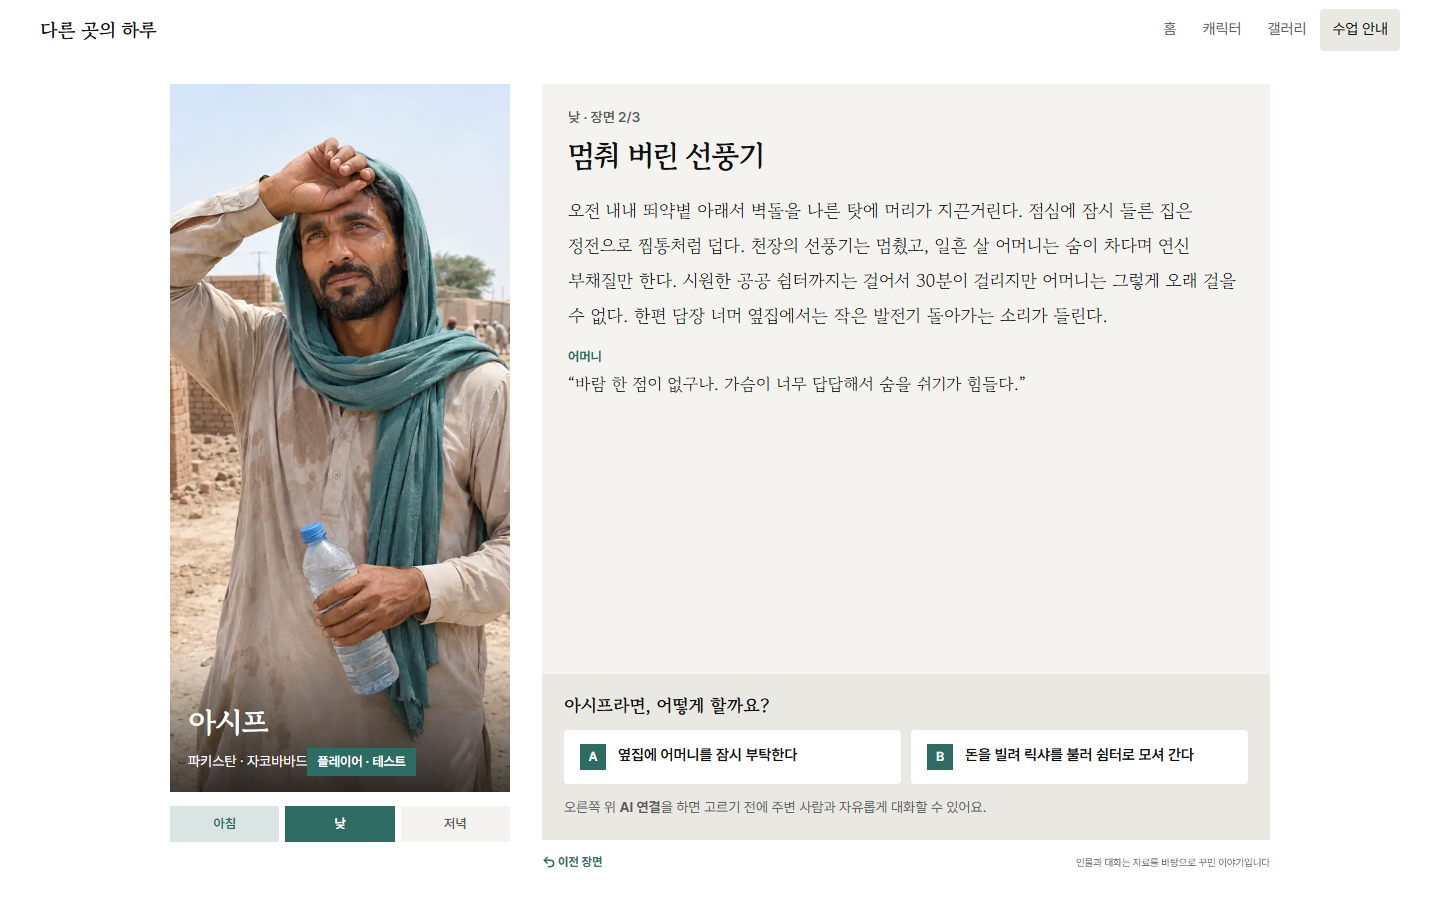 다른 곳의 하루
홈 캐릭터 갤러리 수업 안내
아시프
파키스탄 · 자코바바드 플레이어 · 테스트
아침 낮 저녁
낮 · 장면 2/3
멈춰 버린 선풍기
오전 내내 뙤약볕 아래서 벽돌을 나른 탓에 머리가 지끈거린다. 점심에 잠시 들른 집은
정전으로 찜통처럼 덥다. 천장의 선풍기는 멈췄고, 일흔 살 어머니는 숨이 차다며 연신
부채질만 한다. 시원한 공공 쉼터까지는 걸어서 30분이 걸리지만 어머니는 그렇게 오래 걸을
수 없다. 한편 담장 너머 옆집에서는 작은 발전기 돌아가는 소리가 들린다.
어머니
“바람 한 점이 없구나. 가슴이 너무 답답해서 숨을 쉬기가 힘들다.”
아시프라면, 어떻게 할까요?
A 옆집에 어머니를 잠시 부탁한다
B 돈을 빌려 릭샤를 불러 쉼터로 모셔 간다
오른쪽 위 AI 연결을 하면 고르기 전에 주변 사람과 자유롭게 대화할 수 있어요.
이전 장면
인물과 대화는 자료를 바탕으로 꾸민 이야기입니다